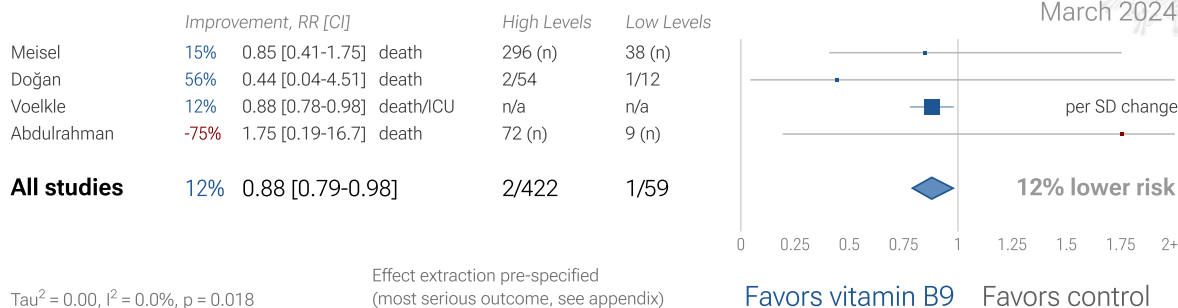 March 2024
Improvement, RR [CI] High Levels Low Levels
Meisel 15% 0.85 [0.41-1.75] death 296 (n) 38 (n)
Doğan 56% 0.44 [0.04-4.51] death 2/54 1/12
Voelkle 12% 0.88 [0.78-0.98] death/ICU n/a n/a per SD change
Abdulrahman -75% 1.75 [0.19-16.7] death 72 (n) 9 (n)
All studies 12% 0.88 [0.79-0.98] 2/422 1/59 12% lower risk
0 0.25 0.5 0.75 1 1.25 1.5 1.75 2+
Effect extraction pre-specified
Tau² = 0.00, I² = 0.0%, p = 0.018 (most serious outcome, see appendix) Favors vitamin B9 Favors control